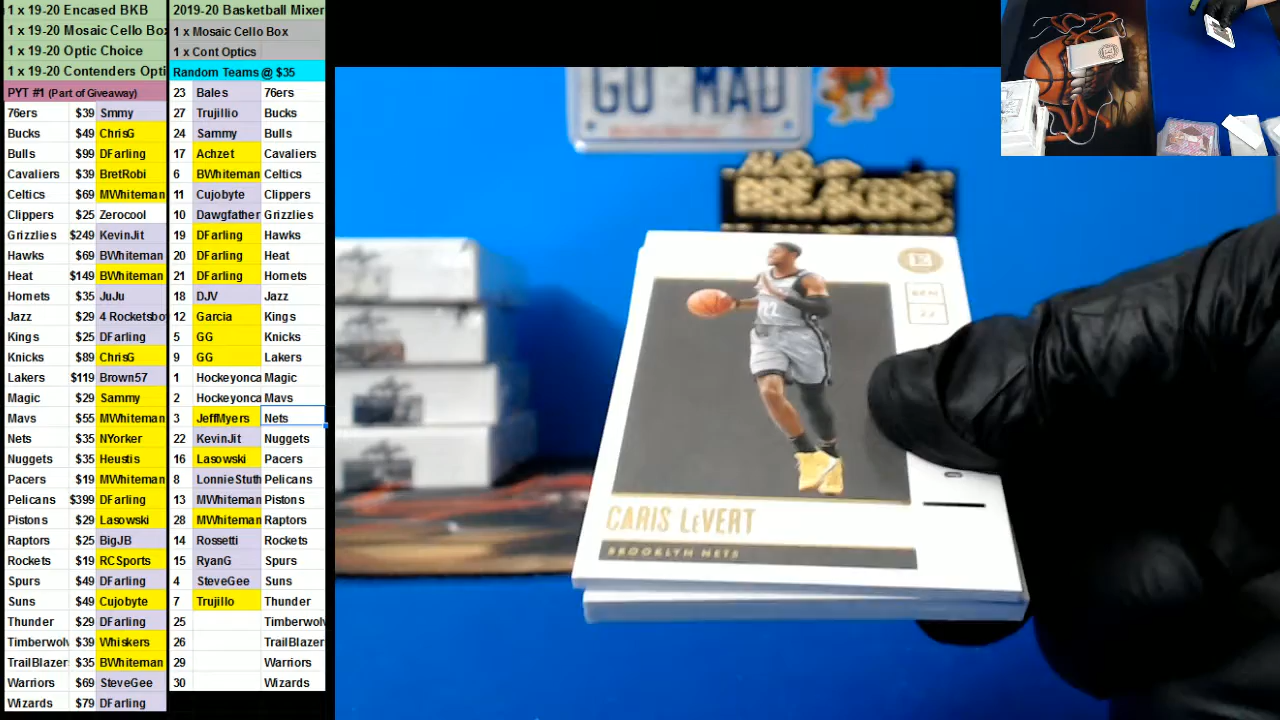 1 x 19-20 Encased BKB
1 x 19-20 Mosaic Cello Box
1 x 19-20 Optic Choice
1 x 19-20 Contenders Opti
PYT #1 (Part of Giveaway)
76ers $39 Smmy
Bucks $49 ChrisG
Bulls $99 DFarling
Cavaliers $39 BretRobi
Celtics $69 MWhiteman
Clippers $25 Zerocool
Grizzlies $249 KevinJit
Hawks $69 BWhiteman
Heat $149 BWhiteman
Hornets $35 JuJu
Jazz $29 4 Rocketsbo
Kings $25 DFarling
Knicks $89 ChrisG
Lakers $119 Brown57
Magic $29 Sammy
Mavs $55 MWhiteman
Nets $35 NYorker
Nuggets $35 Heustis
Pacers $19 MWhiteman
Pelicans $399 DFarling
Pistons $29 Lasowski
Raptors $25 BigJB
Rockets $19 RCSports
Spurs $49 DFarling
Suns $49 Cujobyte
Thunder $29 DFarling
Timberwolv $39 Whiskers
TrailBlazer $35 BWhiteman
Warriors $69 SteveGee
Wizards $79 DFarling
2019-20 Basketball Mixer
1 x Mosaic Cello Box
1 x Cont Optics
Random Teams @ $35
23 Bales 76ers
27 Trujillio Bucks
24 Sammy Bulls
17 Achzet Cavaliers
6 BWhiteman Celtics
11 Cujobyte Clippers
10 Dawgfather Grizzlies
19 DFarling Hawks
20 DFarling Heat
21 DFarling Hornets
18 DJV Jazz
12 Garcia Kings
5 GG Knicks
9 GG Lakers
1 Hockeyonca Magic
2 Hockeyonca Mavs
3 JeffMyers Nets
22 KevinJit Nuggets
16 Lasowski Pacers
8 LonnieStuth Pelicans
13 MWhiteman Pistons
28 MWhiteman Raptors
14 Rossetti Rockets
15 RyanG Spurs
4 SteveGee Suns
7 Trujillo Thunder
25 Timberwolv
26 TrailBlazer
29 Warriors
30 Wizards
GO MAD
BREAKERS
CARIS LEVERT
BROOKLYN NETS